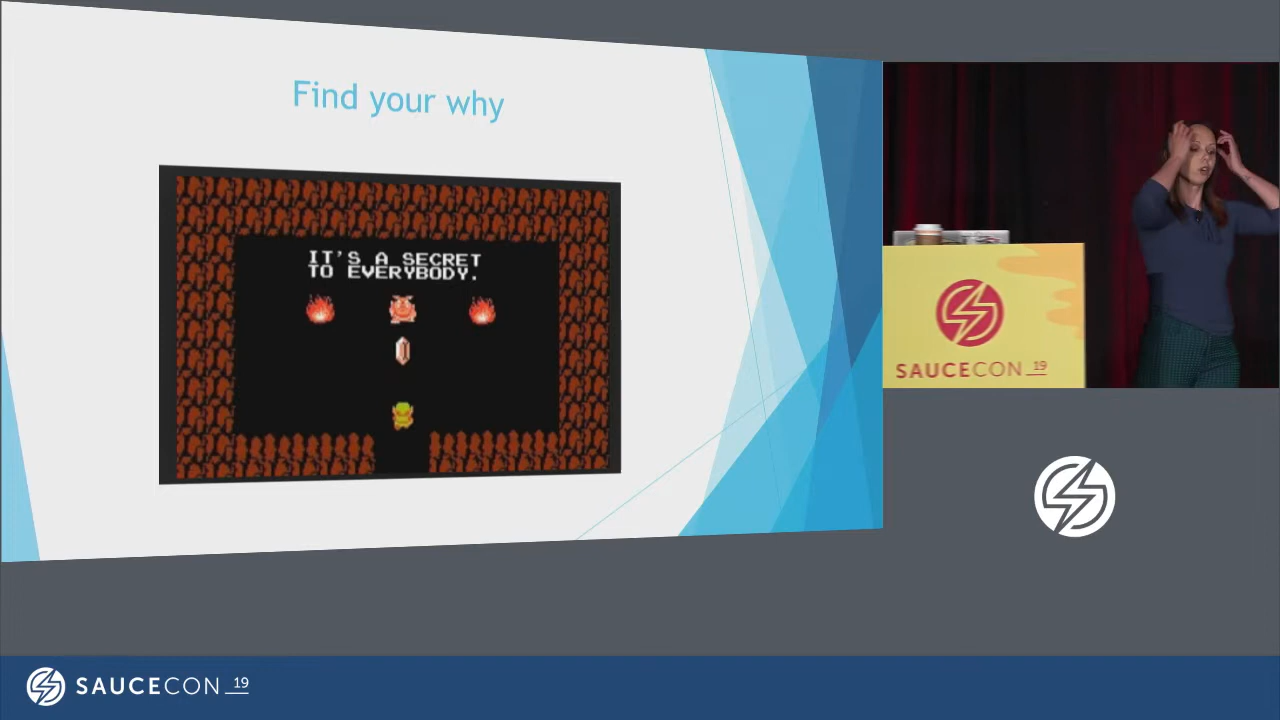 Find your why
IT'S A SECRET
TO EVERYBODY.
SAUCECON 19
SAUCECON 19